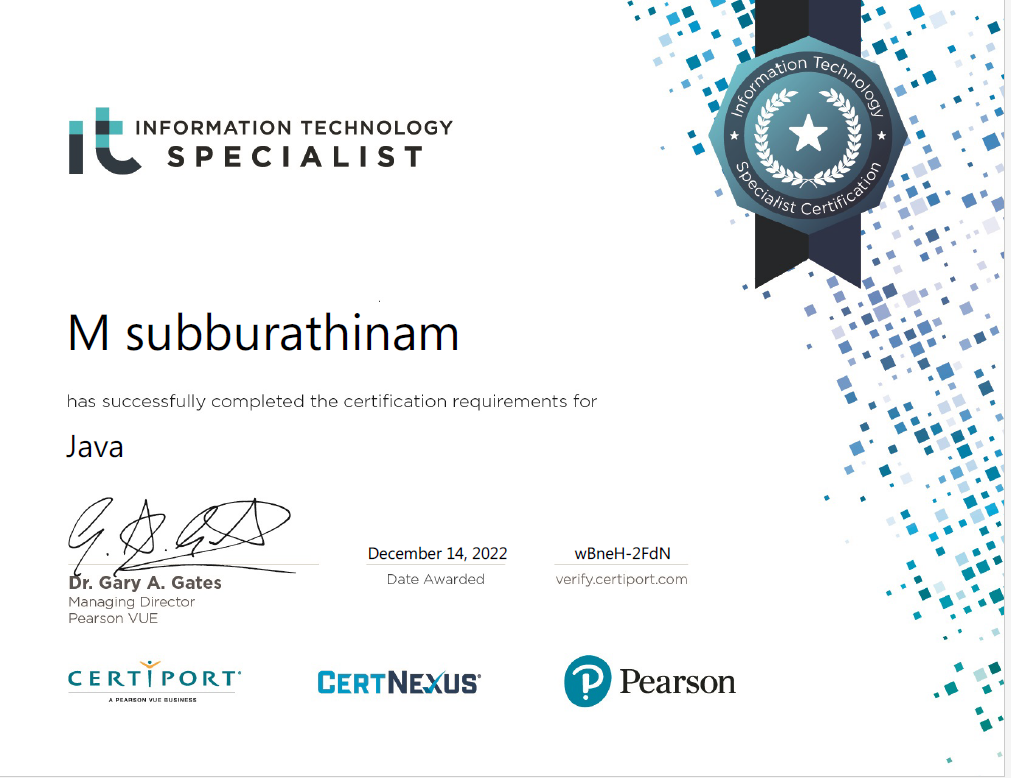 it INFORMATION TECHNOLOGY
SPECIALIST
Information Technology
Specialist Certification
M subburathinam
has successfully completed the certification requirements for
Java
December 14, 2022
wBneH-2FdN
Dr. Gary A. Gates
Date Awarded
verify.certiport.com
Managing Director
Pearson VUE
CERTIPORT®
A PEARSON VUE BUSINESS
CERTNEXUS®
P Pearson